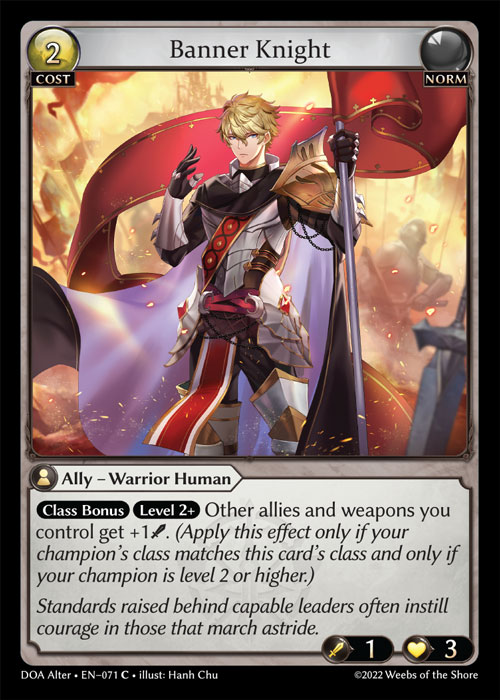 2
Banner Knight
COST
NORM
Ally – Warrior Human
Class Bonus Level 2+ Other allies and weapons you
control get +1. (Apply this effect only if your
champion's class matches this card's class and only if
your champion is level 2 or higher.)
Standards raised behind capable leaders often instill
courage in those that march astride.
1
3
DOA Alter • EN-071 C • illust: Hanh Chu
©2022 Weebs of the Shore